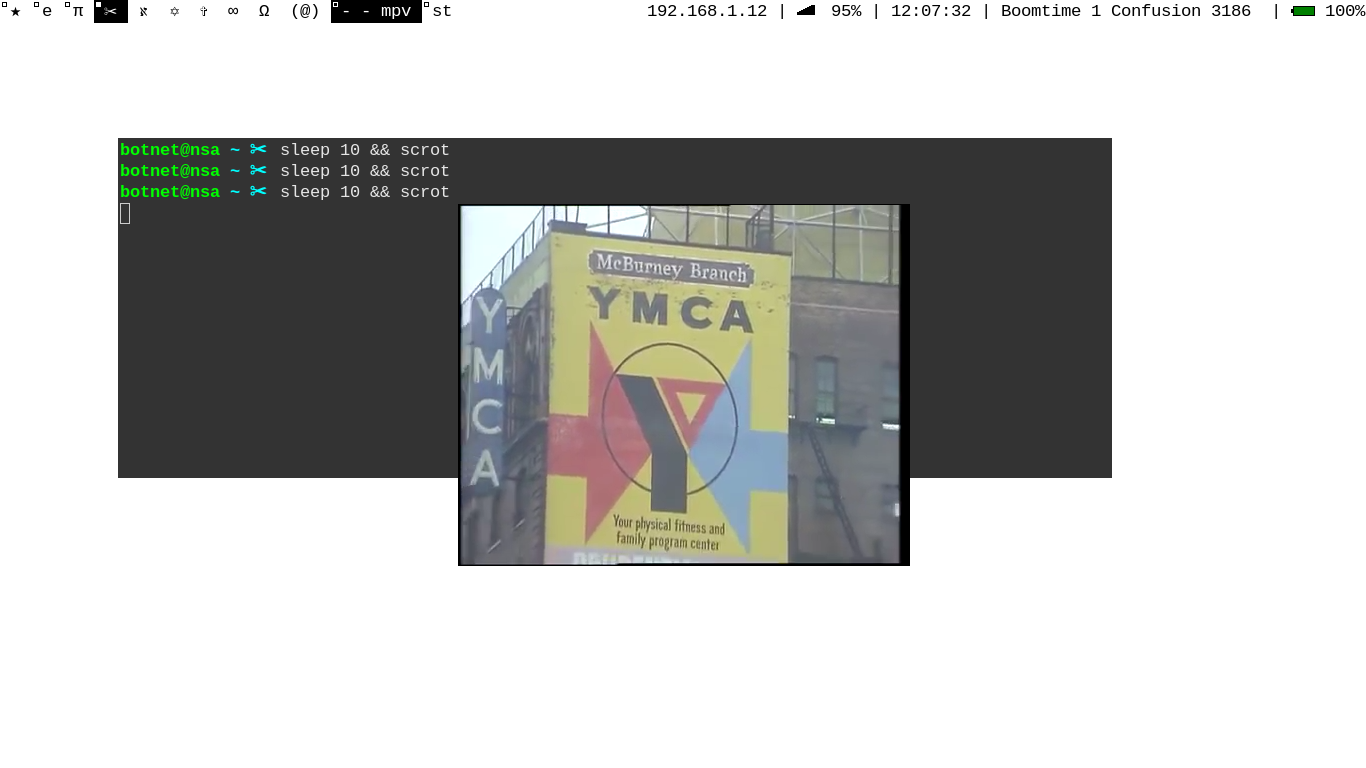 ★ e π ✂ ℵ ✡ ✞ ∞ Ω (@) - - mpv st 192.168.1.12 | 95% | 12:07:32 | Boomtime 1 Confusion 3186 | 100%
botnet@nsa ~ ✂ sleep 10 && scrot
botnet@nsa ~ ✂ sleep 10 && scrot
botnet@nsa ~ ✂ sleep 10 && scrot
McBurney Branch
YMCA
YMCA
Your physical fitness and
family program center